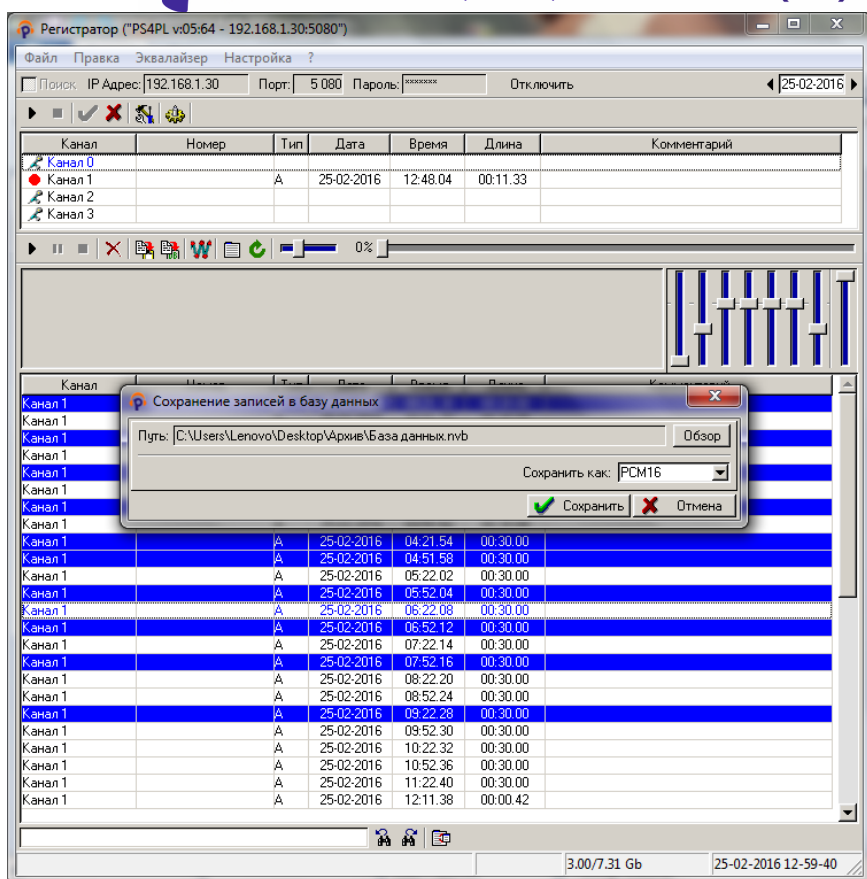 Регистратор ("PS4PL v:05:64 - 192.168.1.30:5080")
Файл Правка Эквалайзер Настройка ?
Поиск IP Адрес: 192.168.1.30 Порт: 5 080 Пароль: ******* Отключить 25-02-2016
Канал Номер Тип Дата Время Длина Комментарий
Канал 0
Канал 1 A 25-02-2016 12:48.04 00:11.33
Канал 2
Канал 3
0%
Канал
Канал 1
Сохранение записей в базу данных
Канал 1
Путь: C:\Users\Lenovo\Desktop\Архив\База данных.nvb Обзор
Канал 1
Канал 1
Канал 1
Сохранить как: PCM16
Канал 1
Канал 1
Сохранить Отмена
Канал 1
Канал 1 A 25-02-2016 04:21.54 00:30.00
Канал 1 A 25-02-2016 04:51.58 00:30.00
Канал 1 A 25-02-2016 05:22.02 00:30.00
Канал 1 A 25-02-2016 05:52.04 00:30.00
Канал 1 A 25-02-2016 06:22.08 00:30.00
Канал 1 A 25-02-2016 06:52.12 00:30.00
Канал 1 A 25-02-2016 07:22.14 00:30.00
Канал 1 A 25-02-2016 07:52.16 00:30.00
Канал 1 A 25-02-2016 08:22.20 00:30.00
Канал 1 A 25-02-2016 08:52.24 00:30.00
Канал 1 A 25-02-2016 09:22.28 00:30.00
Канал 1 A 25-02-2016 09:52.30 00:30.00
Канал 1 A 25-02-2016 10:22.32 00:30.00
Канал 1 A 25-02-2016 10:52.36 00:30.00
Канал 1 A 25-02-2016 11:22.40 00:30.00
Канал 1 A 25-02-2016 12:11.38 00:00.42
3.00/7.31 Gb 25-02-2016 12-59-40